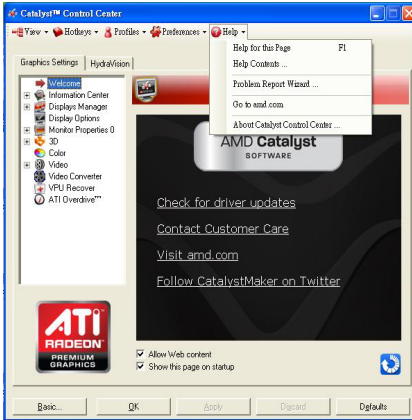 Catalyst™ Control Center
View Hotkeys Profiles Preferences Help
Help for this Page F1
Help Contents ...
Problem Report Wizard ...
Go to amd.com
About Catalyst Control Center ...
Graphics Settings HydraVision
Welcome
Information Center
Displays Manager
Display Options
Monitor Properties 0
3D
Color
Video
Video Converter
VPU Recover
ATI Overdrive™
AMD Catalyst
SOFTWARE
Check for driver updates
Contact Customer Care
Visit amd.com
Follow CatalystMaker on Twitter
ATI
RADEON
PREMIUM
GRAPHICS
Allow Web content
Show this page on startup
Basic... OK Apply Discard Defaults